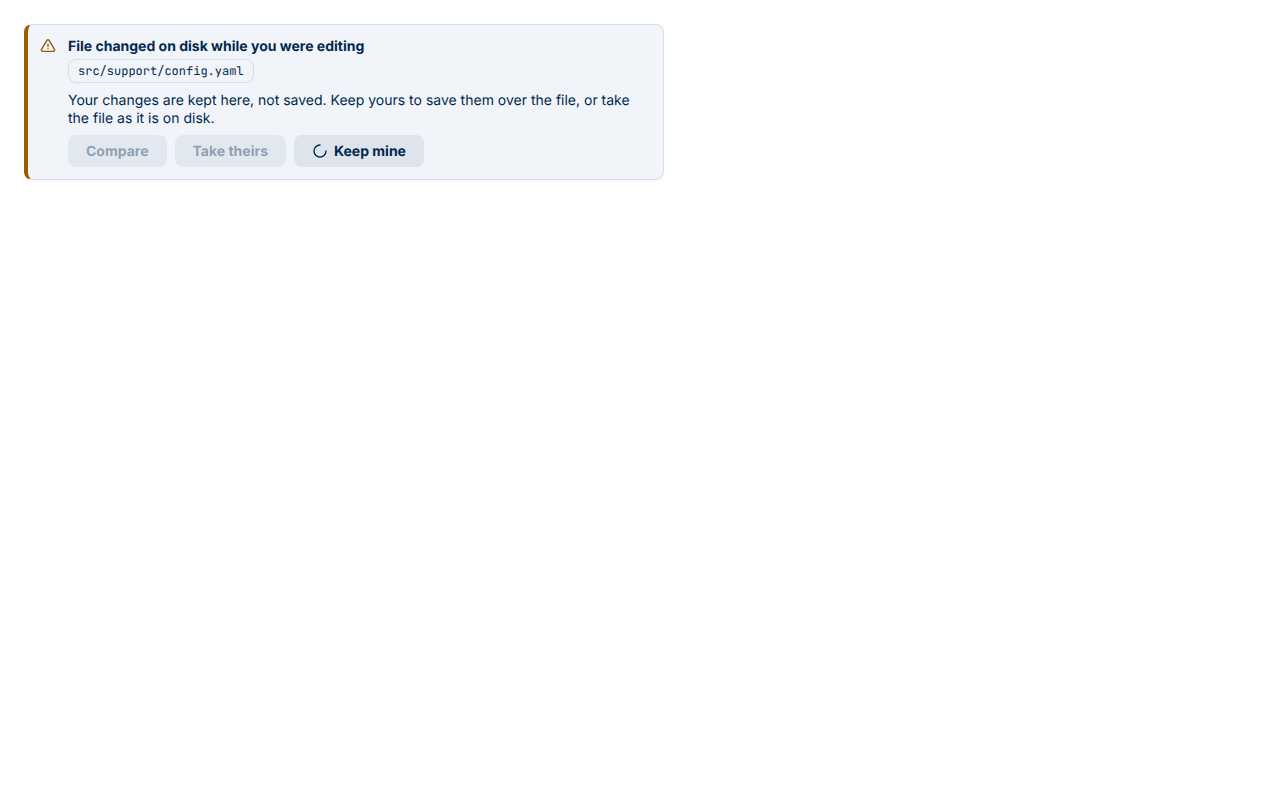 File changed on disk while you were editing
src/support/config.yaml
Your changes are kept here, not saved. Keep yours to save them over the file, or take
the file as it is on disk.
Compare Take theirs Keep mine